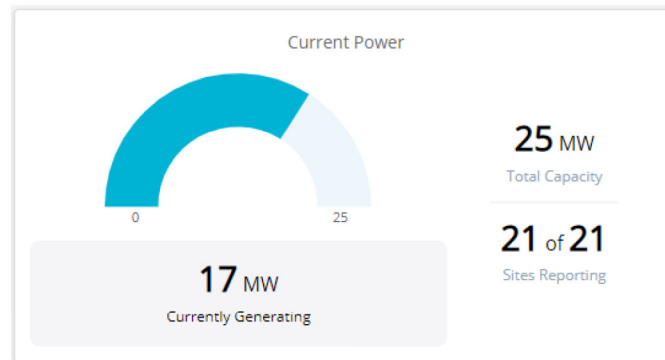 Current Power
0
25
17 MW
Currently Generating
25 MW
Total Capacity
21 of 21
Sites Reporting